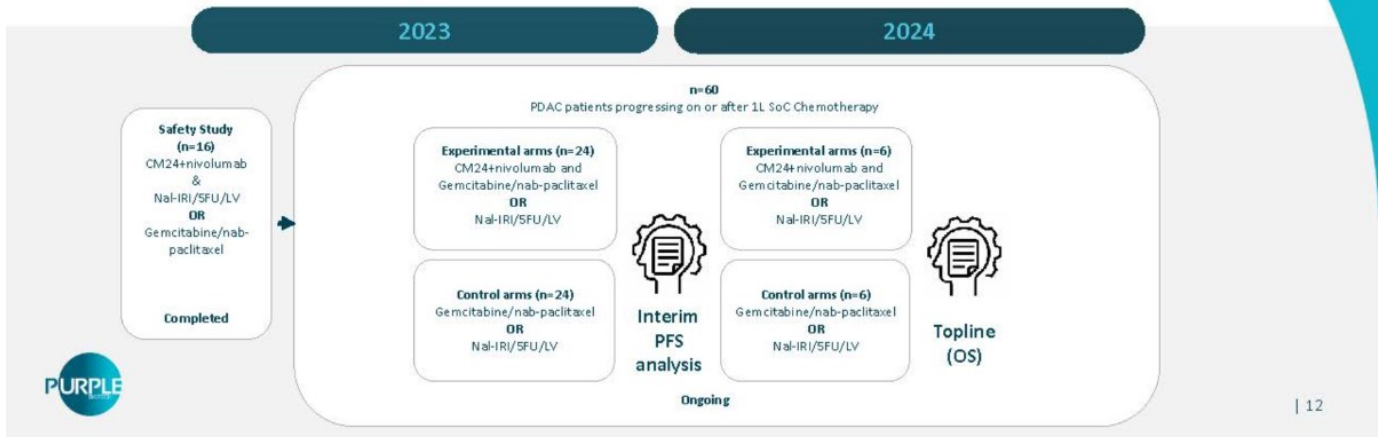 2023
2024
n=60
PDAC patients progressing on or after 1L SoC Chemotherapy
Safety Study
(n=16)
CM24+nivolumab
&
Nal-IRI/5FU/LV
OR
Gemcitabine/nab-
paclitaxel
Completed
Experimental arms (n=24)
CM24+nivolumab and
Gemcitabine/nab-paclitaxel
OR
Nal-IRI/5FU/LV
Control arms (n=24)
Gemcitabine/nab-paclitaxel
OR
Nal-IRI/5FU/LV
Interim
PFS
analysis
Experimental arms (n=6)
CM24+nivolumab and
Gemcitabine/nab-paclitaxel
OR
Nal-IRI/5FU/LV
Control arms (n=6)
Gemcitabine/nab-paclitaxel
OR
Nal-IRI/5FU/LV
Topline
(OS)
Ongoing
PURPLE
| 12